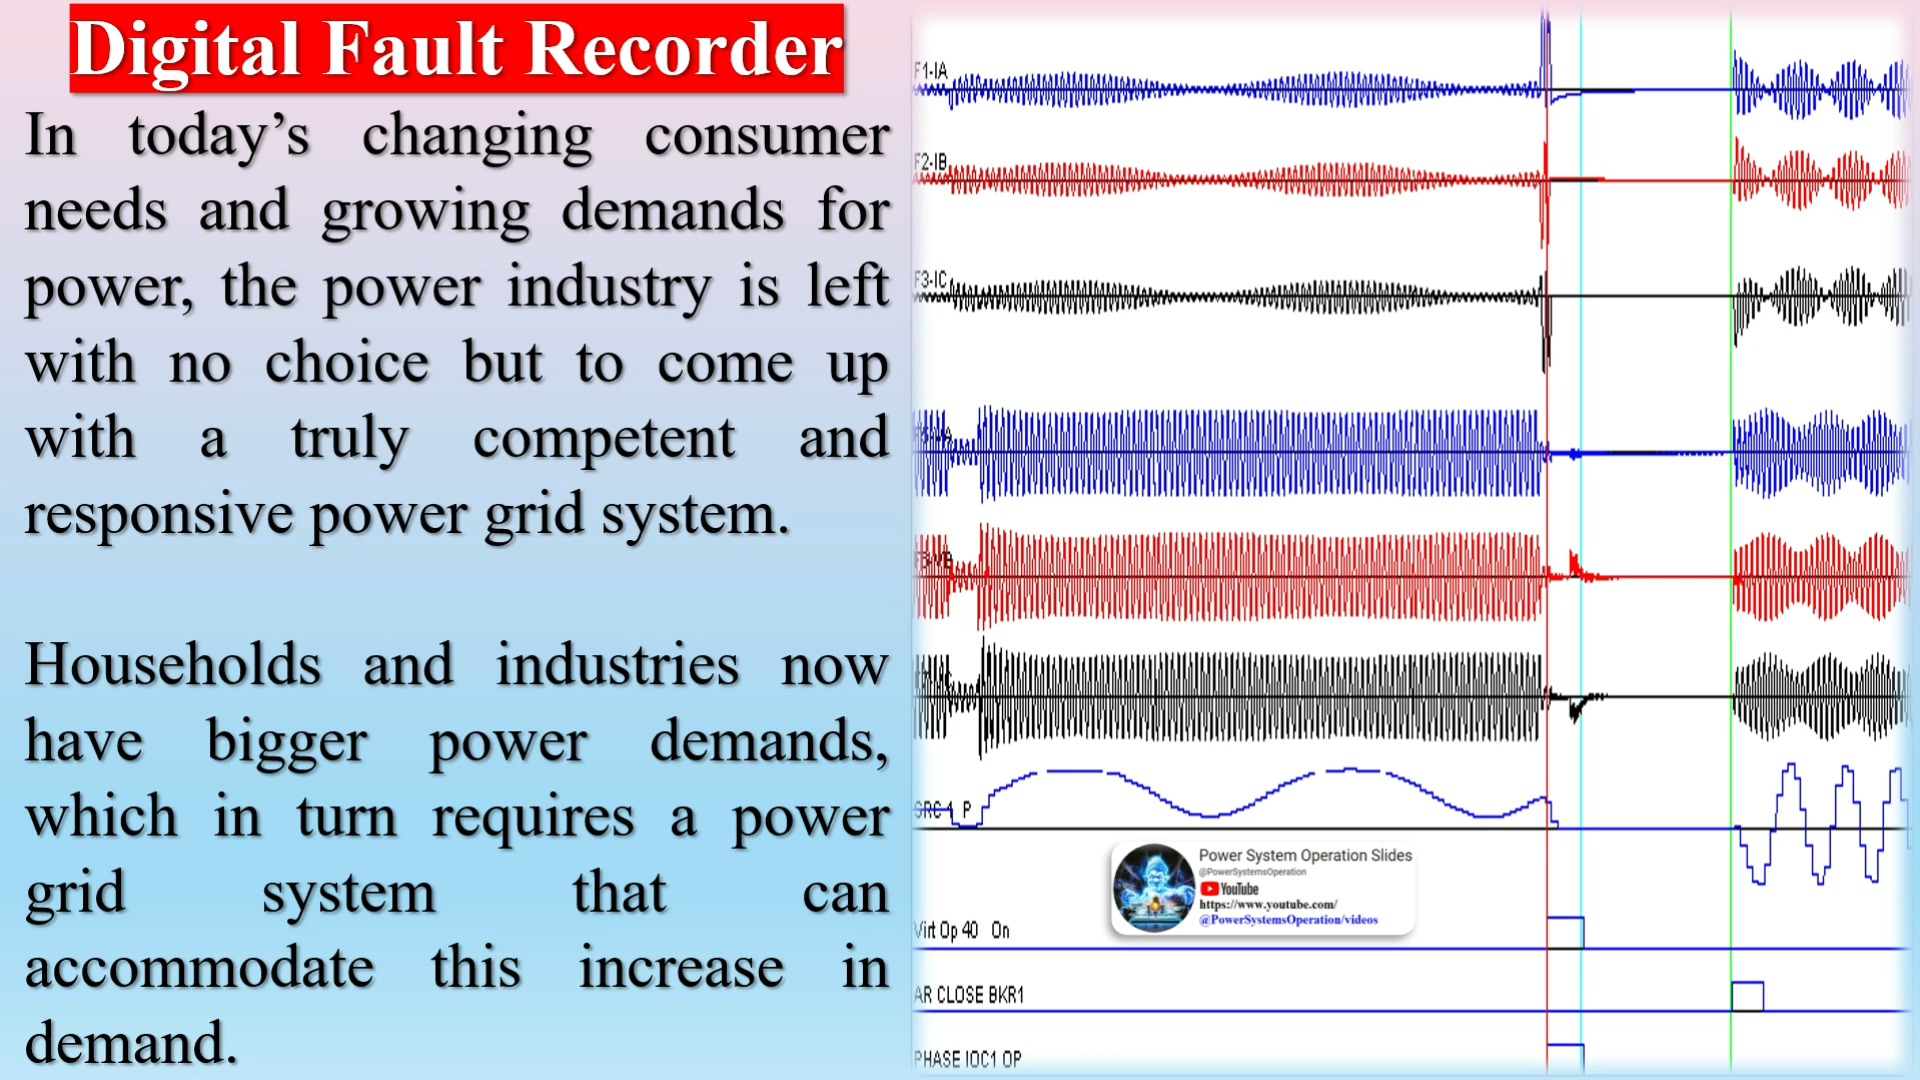 Digital Fault Recorder
In today’s changing consumer
needs and growing demands for
power, the power industry is left
with no choice but to come up
with a truly competent and
responsive power grid system.
Households and industries now
have bigger power demands,
which in turn requires a power
grid system that can
accommodate this increase in
demand.
F1-IA
F2-IB
F3-IC
SRC 1 P
Power System Operation Slides
@PowerSystemsOperation
YouTube
https://www.youtube.com/
@PowerSystemsOperation/videos
Virt Op 40 On
AR CLOSE BKR1
PHASE IOC1 OP